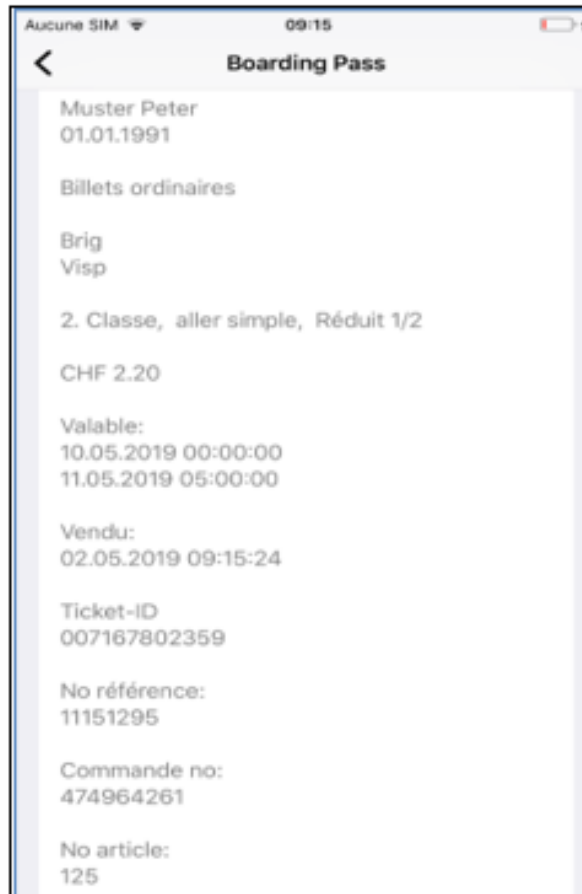 Aucune SIM 09:15
Boarding Pass
Muster Peter
01.01.1991
Billets ordinaires
Brig
Visp
2. Classe, aller simple, Réduit 1/2
CHF 2.20
Valable:
10.05.2019 00:00:00
11.05.2019 05:00:00
Vendu:
02.05.2019 09:15:24
Ticket-ID
007167802359
No référence:
11151295
Commande no:
474964261
No article:
125